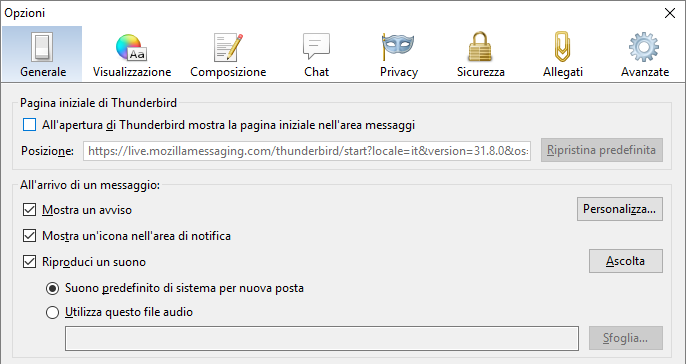 Opzioni
Generale Visualizzazione Composizione Chat Privacy Sicurezza Allegati Avanzate
Pagina iniziale di Thunderbird
All'apertura di Thunderbird mostra la pagina iniziale nell'area messaggi
Posizione: https://live.mozillamessaging.com/thunderbird/start?locale=it&version=31.8.0&os= Ripristina predefinita
All'arrivo di un messaggio:
Mostra un avviso Personalizza...
Mostra un'icona nell'area di notifica
Riproduci un suono Ascolta
Suono predefinito di sistema per nuova posta
Utilizza questo file audio
Sfoglia...